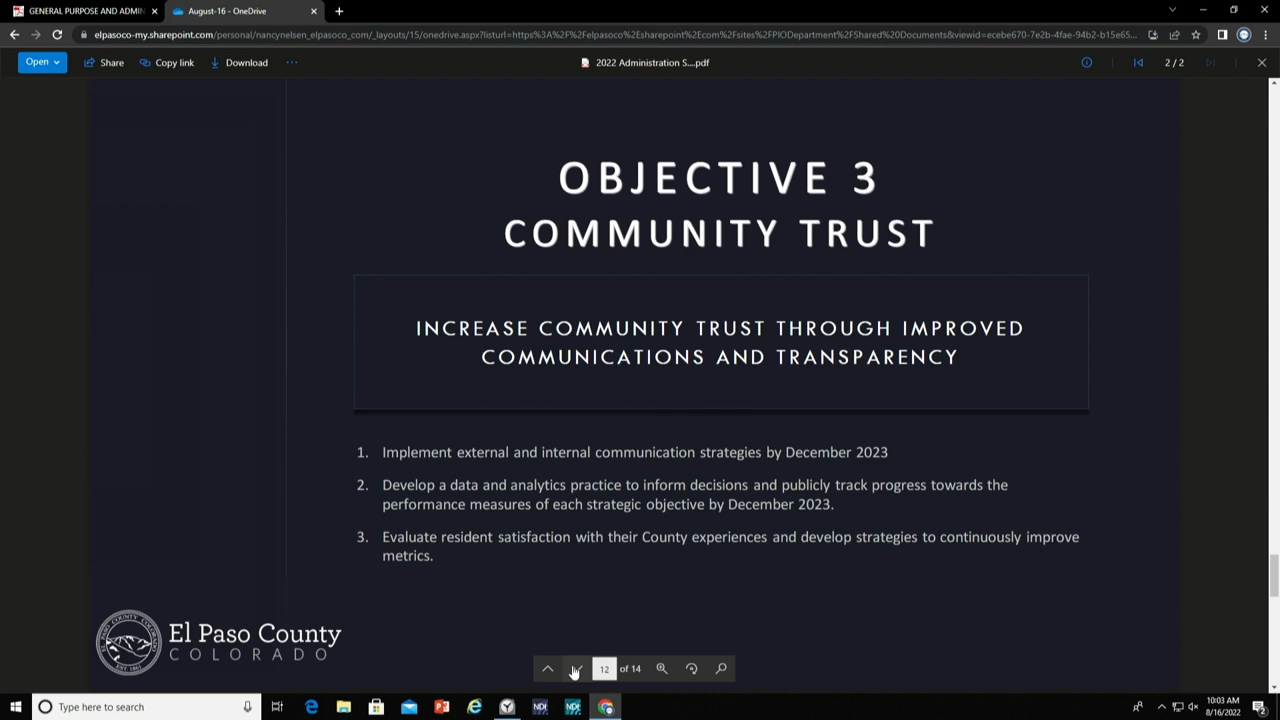 GENERAL PURPOSE AND ADMIN
August-16 - OneDrive
elpasoco-my.sharepoint.com/personal/nancynelsen_elpasoco_com/_layouts/15/onedrive.aspx?listurl=https%3A%2F%2Felpasoco%2Esharepoint%2Ecom%2Fsites%2FPIODepartment%2FShared%20Documents&viewid=ecebe670-7e2b-4fae-94b2-b15e65...
Open
Share
Copy link
Download
...
2022 Administration S....pdf
2 / 2
OBJECTIVE 3
COMMUNITY TRUST
INCREASE COMMUNITY TRUST THROUGH IMPROVED
COMMUNICATIONS AND TRANSPARENCY
1. Implement external and internal communication strategies by December 2023
2. Develop a data and analytics practice to inform decisions and publicly track progress towards the
performance measures of each strategic objective by December 2023.
3. Evaluate resident satisfaction with their County experiences and develop strategies to continuously improve
metrics.
El Paso County
COLORADO
12 of 14
Type here to search
10:03 AM
8/16/2022